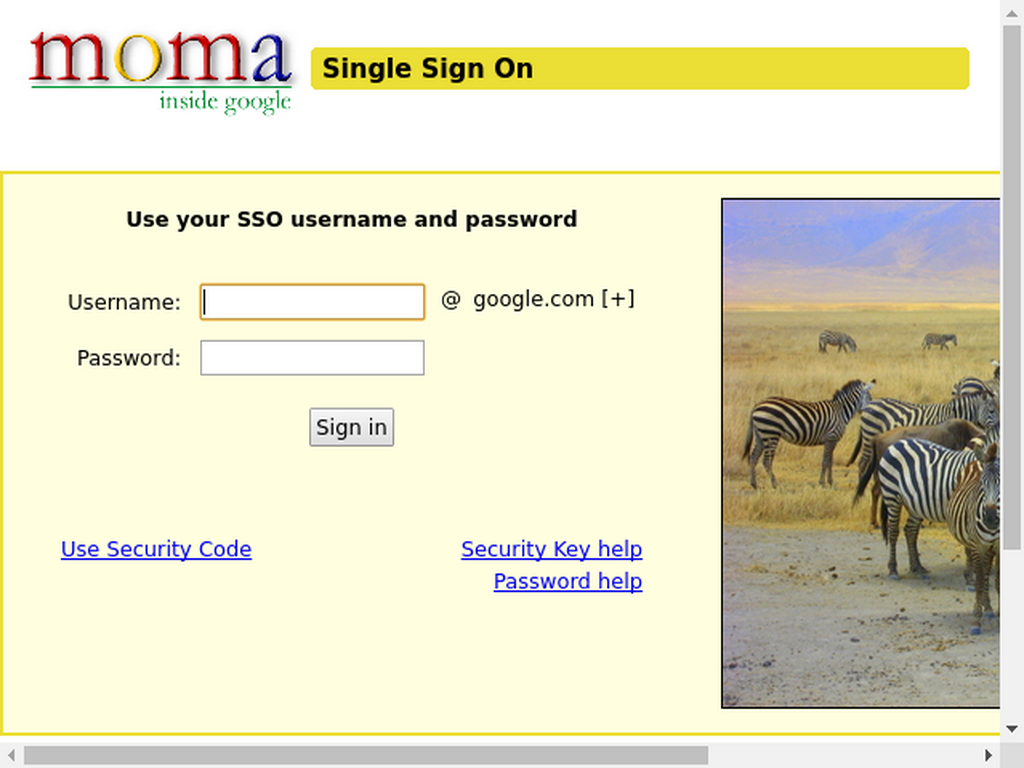 moma
inside google
Single Sign On
Use your SSO username and password
Username: @ google.com [+]
Password:
Sign in
Use Security Code
Security Key help
Password help